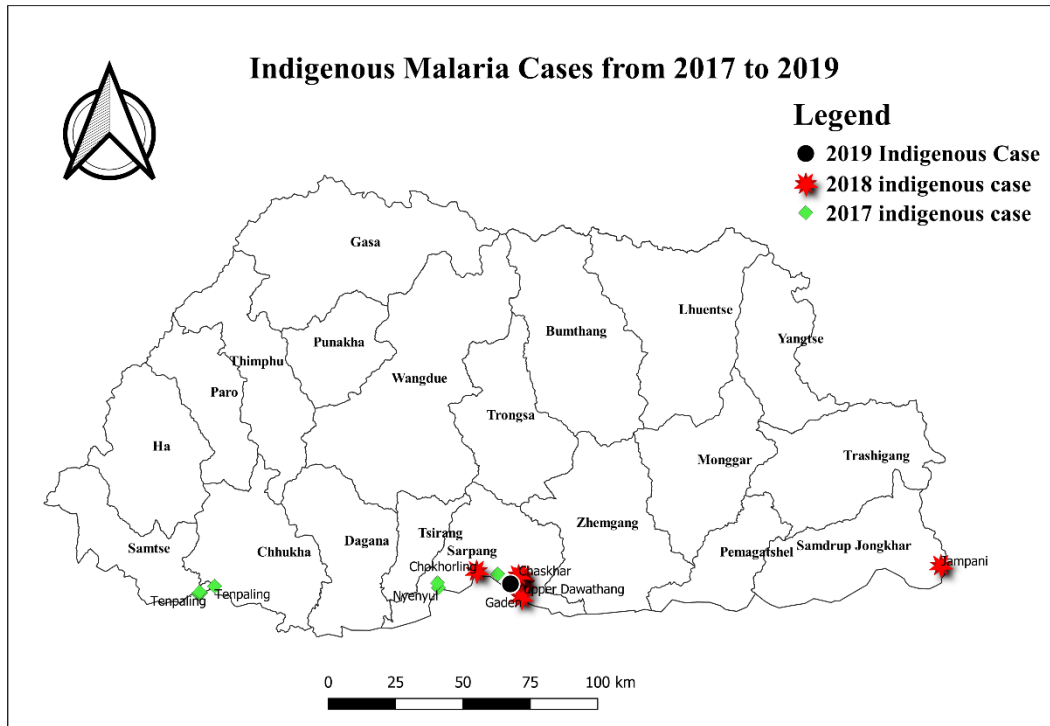 Indigenous Malaria Cases from 2017 to 2019
Legend
2019 Indigenous Case
2018 indigenous case
2017 indigenous case
Gasa
Lhuentse
Bumthang
Yangtse
Punakha
Thimphu
Wangdue
Paro
Trongsa
Ha
Monggar
Trashigang
Zhemgang
Tsirang
Dagana
Chhukha
Samtse
Sarpang
Pemagatshel
Samdrup Jongkhar
Chokhorling
Chaskhar
Jampani
Upper Dawathang
Nyenyul
Gaden
Tenpaling
Tenpaling
0 25 50 75 100 km